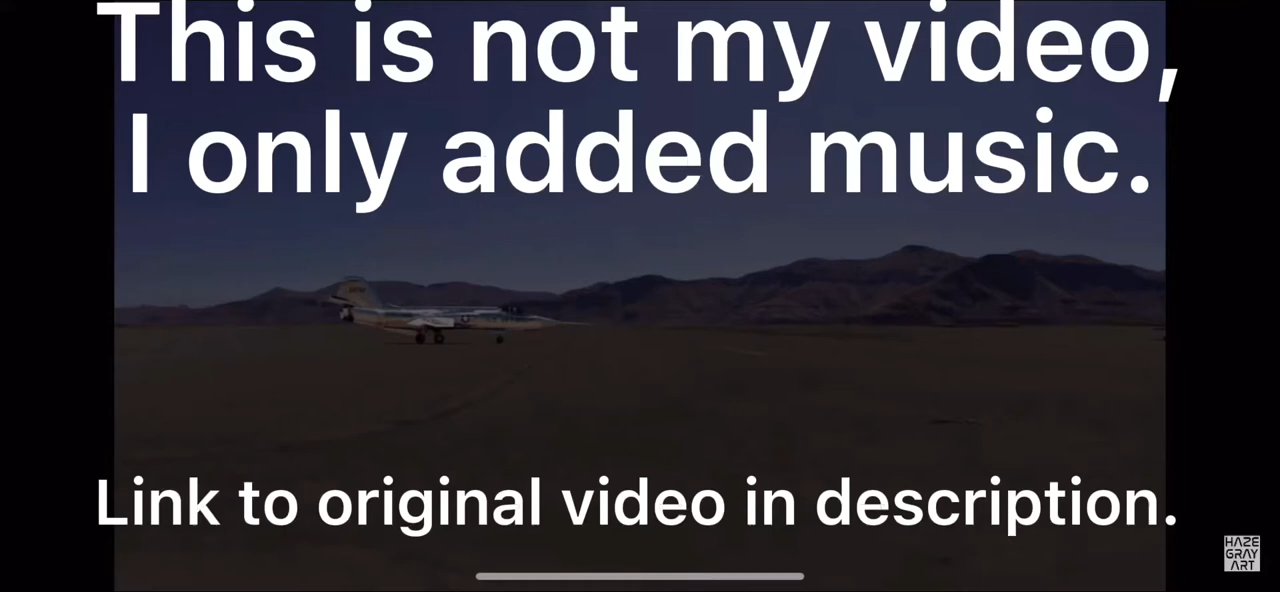 This is not my video,
I only added music.
Link to original video in description.
HAZE
GRAY
ART